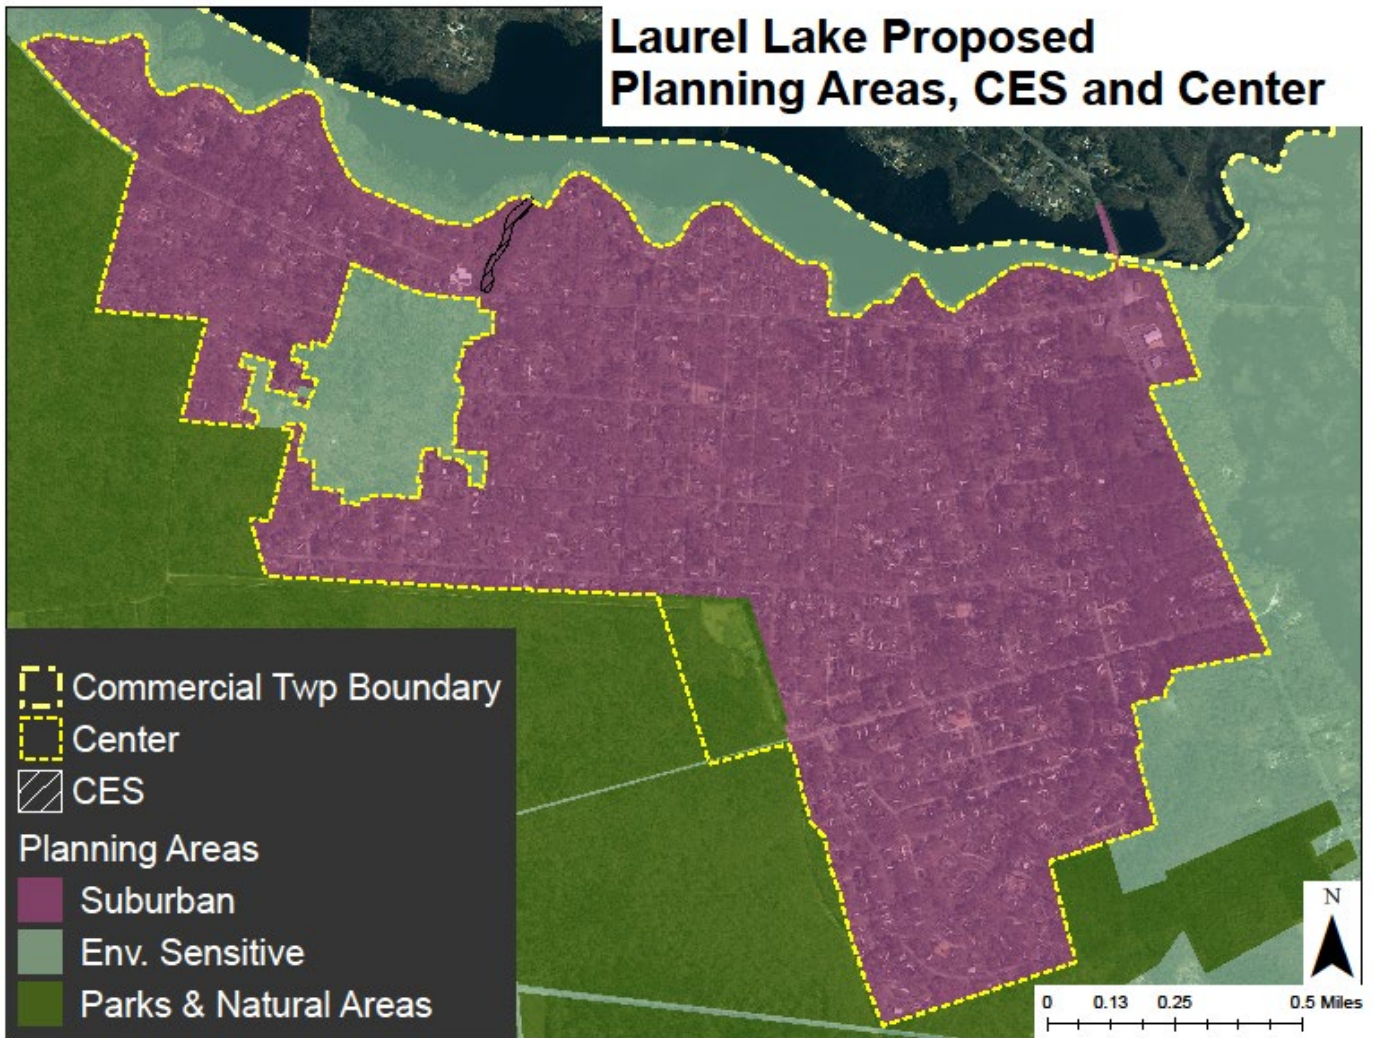 Laurel Lake Proposed
Planning Areas, CES and Center
Commercial Twp Boundary
Center
CES
Planning Areas
Suburban
Env. Sensitive
Parks & Natural Areas
N
0 0.13 0.25 0.5 Miles